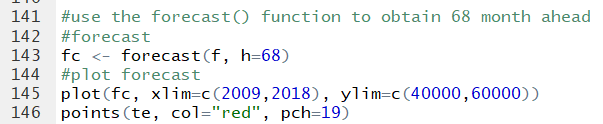 141 #use the forecast() function to obtain 68 month ahead
142 #forecast
143 fc <- forecast(f, h=68)
144 #plot forecast
145 plot(fc, xlim=c(2009,2018), ylim=c(40000,60000))
146 points(te, col="red", pch=19)